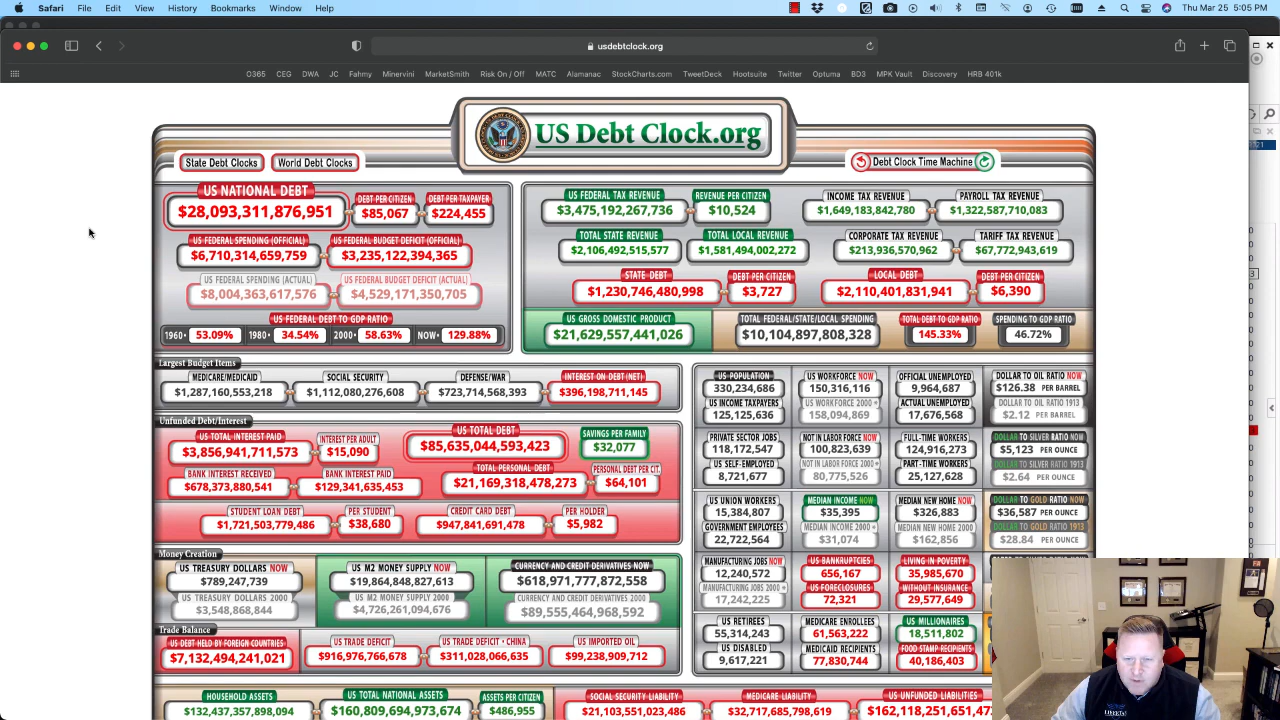 Safari File Edit View History Bookmarks Window Help
Thu Mar 25 5:05 PM
usdebtclock.org
O365 CEG DWA JC Fahmy Minervini MarketSmith Risk On / Off MATC Alamanac StockCharts.com TweetDeck Hootsuite Twitter Optuma BD3 MPK Vault Discovery HRB 401k
US Debt Clock.org
State Debt Clocks World Debt Clocks
Debt Clock Time Machine
US NATIONAL DEBT
$28,093,311,876,951
DEBT PER CITIZEN
$85,067
DEBT PER TAXPAYER
$224,455
US FEDERAL SPENDING (OFFICIAL)
$6,710,314,659,759
US FEDERAL BUDGET DEFICIT (OFFICIAL)
$3,235,122,394,365
US FEDERAL SPENDING (ACTUAL)
$8,004,363,617,576
US FEDERAL BUDGET DEFICIT (ACTUAL)
$4,529,171,350,705
US FEDERAL DEBT TO GDP RATIO
1960• 53.09% 1980• 34.54% 2000• 58.63% NOW• 129.88%
US FEDERAL TAX REVENUE
$3,475,192,267,736
REVENUE PER CITIZEN
$10,524
INCOME TAX REVENUE
$1,649,183,842,780
PAYROLL TAX REVENUE
$1,322,587,710,083
TOTAL STATE REVENUE
$2,106,492,515,577
TOTAL LOCAL REVENUE
$1,581,494,002,272
CORPORATE TAX REVENUE
$213,936,570,962
TARIFF TAX REVENUE
$67,772,943,619
STATE DEBT
$1,230,746,480,998
DEBT PER CITIZEN
$3,727
LOCAL DEBT
$2,110,401,831,941
DEBT PER CITIZEN
$6,390
US GROSS DOMESTIC PRODUCT
$21,629,557,441,026
TOTAL FEDERAL/STATE/LOCAL SPENDING
$10,104,897,808,328
TOTAL DEBT TO GDP RATIO
145.33%
SPENDING TO GDP RATIO
46.72%
Largest Budget Items
MEDICARE/MEDICAID
$1,287,160,553,218
SOCIAL SECURITY
$1,112,080,276,608
DEFENSE/WAR
$723,714,568,393
INTEREST ON DEBT (NET)
$396,198,711,145
Unfunded Debt/Interest
US TOTAL INTEREST PAID
$3,856,941,711,573
INTEREST PER ADULT
$15,090
US TOTAL DEBT
$85,635,044,593,423
SAVINGS PER FAMILY
$32,077
BANK INTEREST RECEIVED
$678,373,880,541
BANK INTEREST PAID
$129,341,635,453
TOTAL PERSONAL DEBT
$21,169,318,478,273
PERSONAL DEBT PER CIT.
$64,101
STUDENT LOAN DEBT
$1,721,503,779,486
PER STUDENT
$38,680
CREDIT CARD DEBT
$947,841,691,478
PER HOLDER
$5,982
Money Creation
US TREASURY DOLLARS NOW
$789,247,739
US TREASURY DOLLARS 2000
$3,548,868,844
US M2 MONEY SUPPLY NOW
$19,864,848,827,613
US M2 MONEY SUPPLY 2000
$4,726,261,094,676
CURRENCY AND CREDIT DERIVATIVES NOW
$618,971,777,872,558
CURRENCY AND CREDIT DERIVATIVES 2000
$89,555,464,968,592
Trade Balance
US DEBT HELD BY FOREIGN COUNTRIES
$7,132,494,241,021
US TRADE DEFICIT
$916,976,766,678
US TRADE DEFICIT • CHINA
$311,028,066,635
US IMPORTED OIL
$99,238,909,712
HOUSEHOLD ASSETS
$132,437,357,898,094
US TOTAL NATIONAL ASSETS
$160,809,694,973,674
ASSETS PER CITIZEN
$486,955
SOCIAL SECURITY LIABILITY
$21,103,551,023,486
MEDICARE LIABILITY
$32,717,685,798,619
US UNFUNDED LIABILITIES
$162,118,251,651,47
US POPULATION
330,234,686
US WORKFORCE NOW
150,316,116
OFFICIAL UNEMPLOYED
9,964,687
DOLLAR TO OIL RATIO NOW
$126.38 PER BARREL
US INCOME TAXPAYERS
125,125,636
US WORKFORCE 2000
158,094,869
ACTUAL UNEMPLOYED
17,676,568
DOLLAR TO OIL RATIO 1913
$2.12 PER BARREL
PRIVATE SECTOR JOBS
118,172,547
NOT IN LABOR FORCE NOW
100,823,639
FULL-TIME WORKERS
124,916,273
DOLLAR TO SILVER RATIO NOW
$5,123 PER OUNCE
US SELF-EMPLOYED
8,721,677
NOT IN LABOR FORCE 2000
80,775,526
PART-TIME WORKERS
25,127,628
DOLLAR TO SILVER RATIO 1913
$2.64 PER OUNCE
US UNION WORKERS
15,384,807
MEDIAN INCOME NOW
$35,395
MEDIAN NEW HOME NOW
$326,883
DOLLAR TO GOLD RATIO NOW
$36,587 PER OUNCE
GOVERNMENT EMPLOYEES
22,722,564
MEDIAN INCOME 2000
$31,074
MEDIAN NEW HOME 2000
$162,856
DOLLAR TO GOLD RATIO 1913
$28.84 PER OUNCE
MANUFACTURING JOBS NOW
12,240,572
US BANKRUPTCIES
656,167
LIVING IN POVERTY
35,985,670
MANUFACTURING JOBS 2000
17,242,225
US FORECLOSURES
72,321
WITHOUT INSURANCE
29,577,649
US RETIREES
55,314,243
MEDICARE ENROLLEES
61,563,222
US MILLIONAIRES
18,511,802
US DISABLED
9,617,221
MEDICAID RECIPIENTS
77,830,744
FOOD STAMP RECIPIENTS
40,186,403